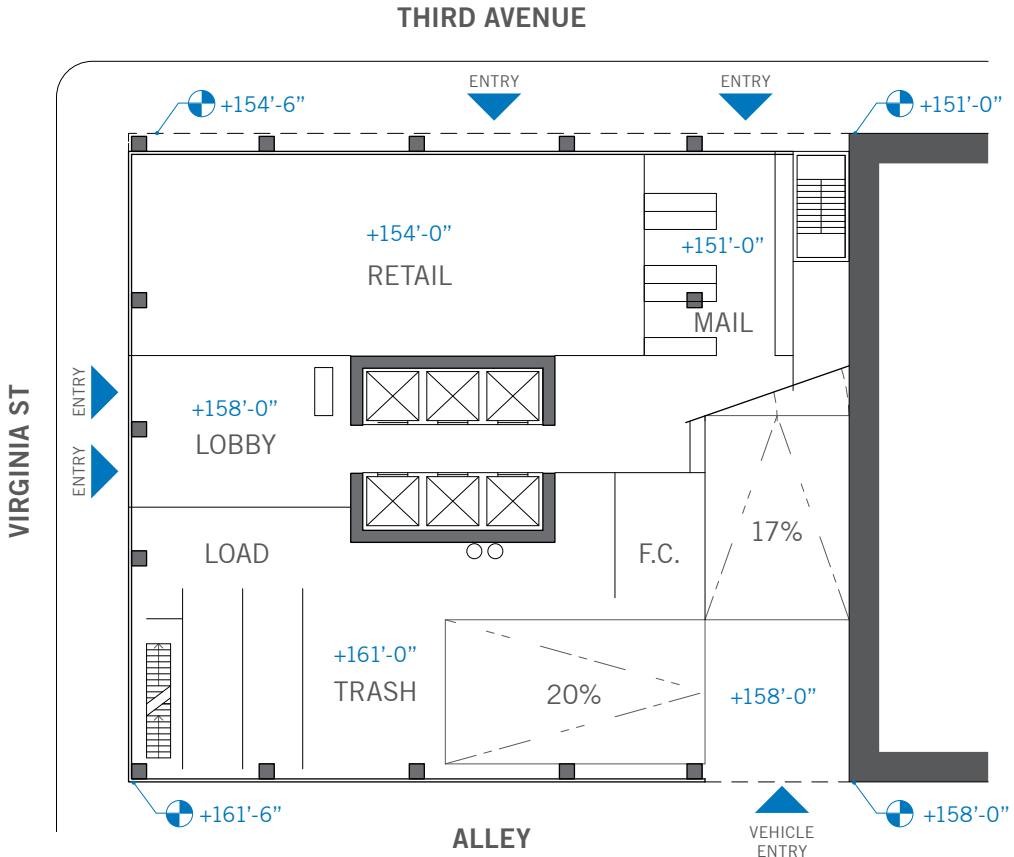 THIRD AVENUE
ENTRY
ENTRY
+154’-6”
+151’-0”
+154’-0”
RETAIL
+151’-0”
MAIL
VIRGINIA ST
ENTRY
ENTRY
+158’-0”
LOBBY
LOAD
F.C.
17%
+161’-0”
TRASH
20%
+158’-0”
+161’-6”
+158’-0”
ALLEY
VEHICLE
ENTRY